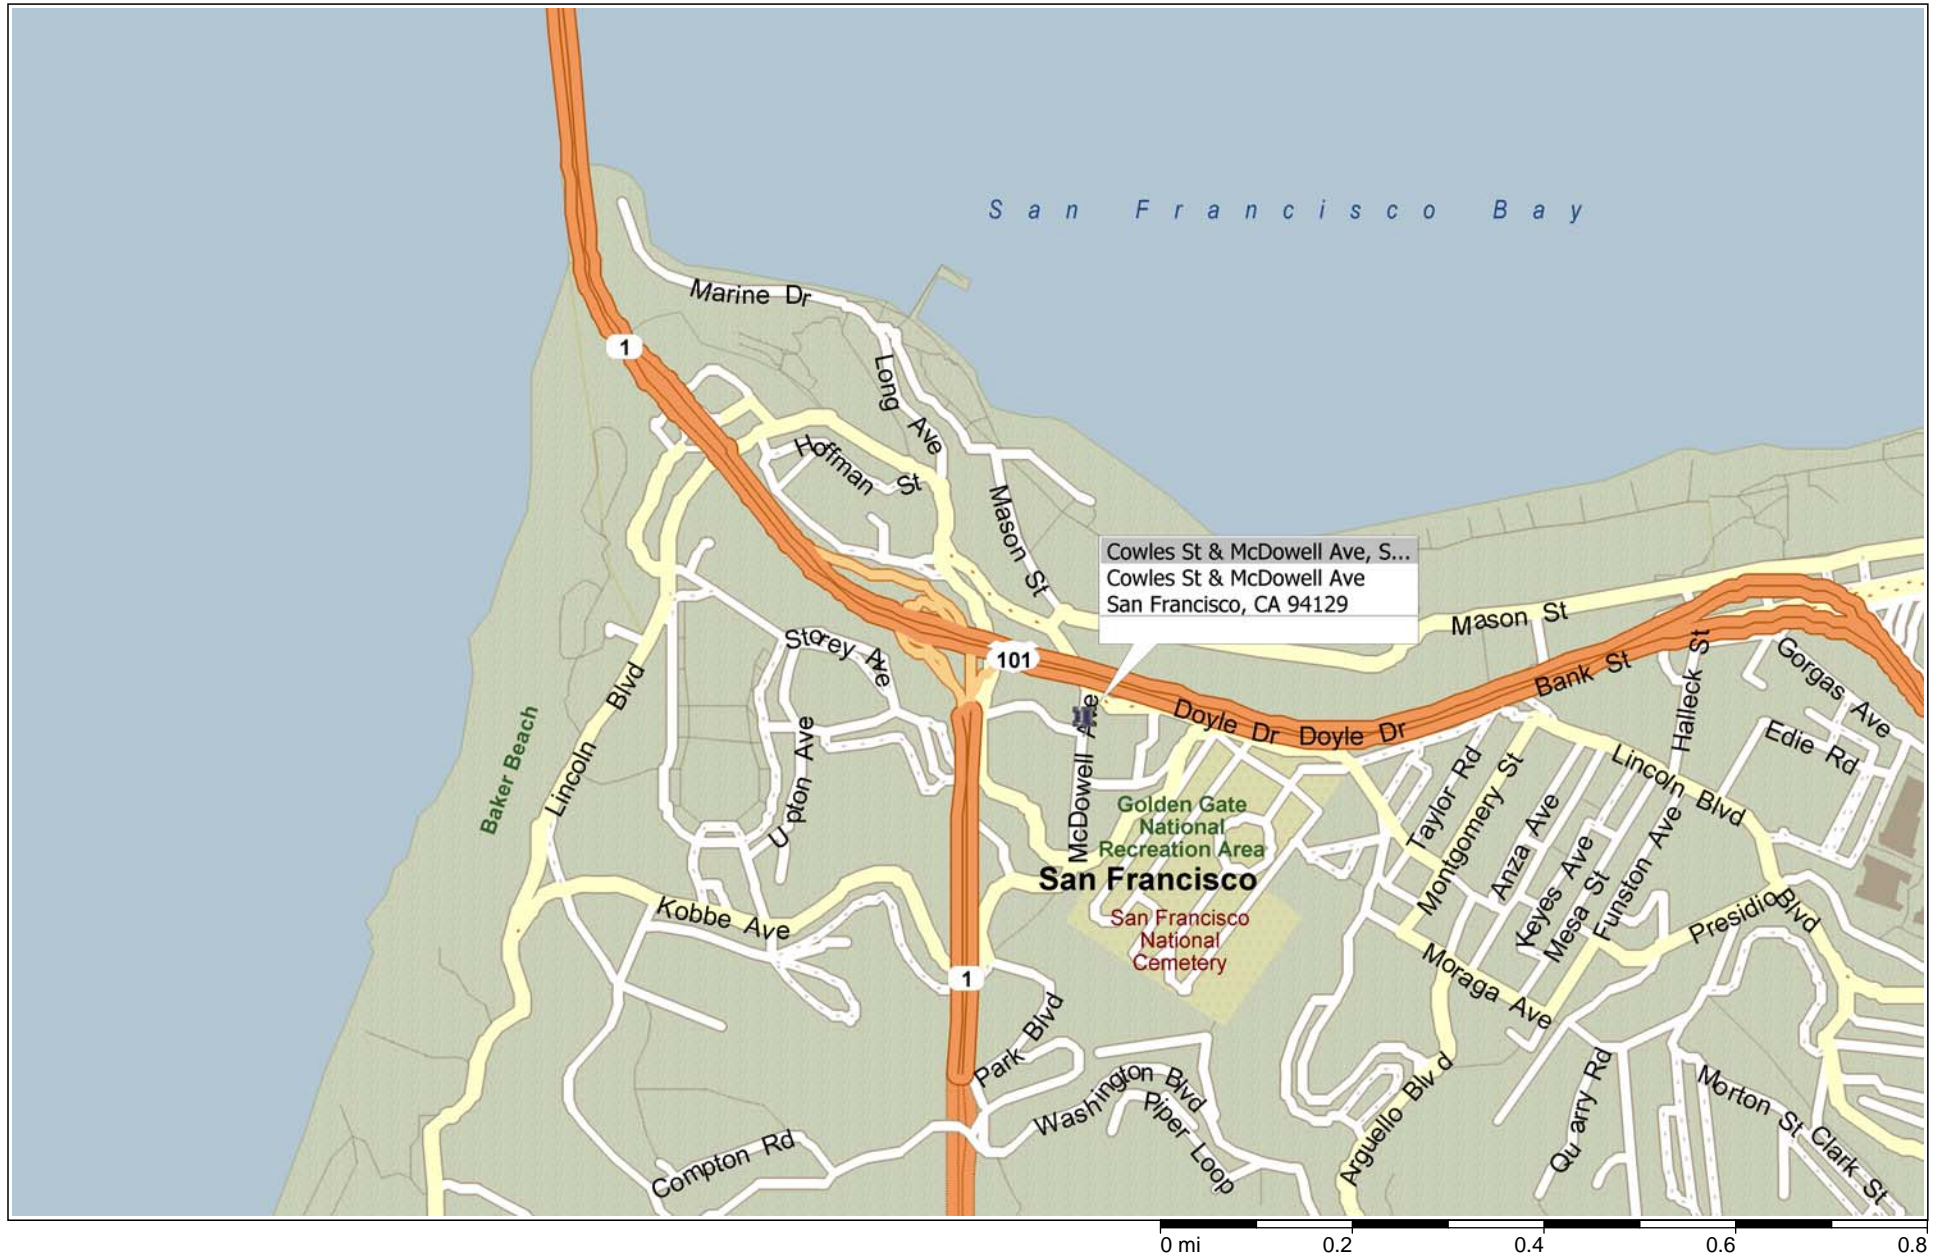 San Francisco Bay
Marine Dr
1
Long Ave
Hoffman St
Mason St
Cowles St & McDowell Ave, S...
Cowles St & McDowell Ave
San Francisco, CA 94129
Mason St
Storey Ave
101
Bank St
Halleck St
Gorgas Ave
Lincoln Blvd
Baker Beach
Upton Ave
McDowell Ave
Doyle Dr
Doyle Dr
Edie Rd
Taylor Rd
Montgomery St
Lincoln Blvd
Golden Gate
National
Recreation Area
San Francisco
Anza Ave
Keyes Ave
Mesa St
Funston Ave
Presidio Blvd
Kobbe Ave
San Francisco
National
Cemetery
Moraga Ave
1
Park Blvd
Washington Blvd
Piper Loop
Arguello Blvd
Quarry Rd
Morton St
Clark St
Compton Rd
0 mi 0.2 0.4 0.6 0.8